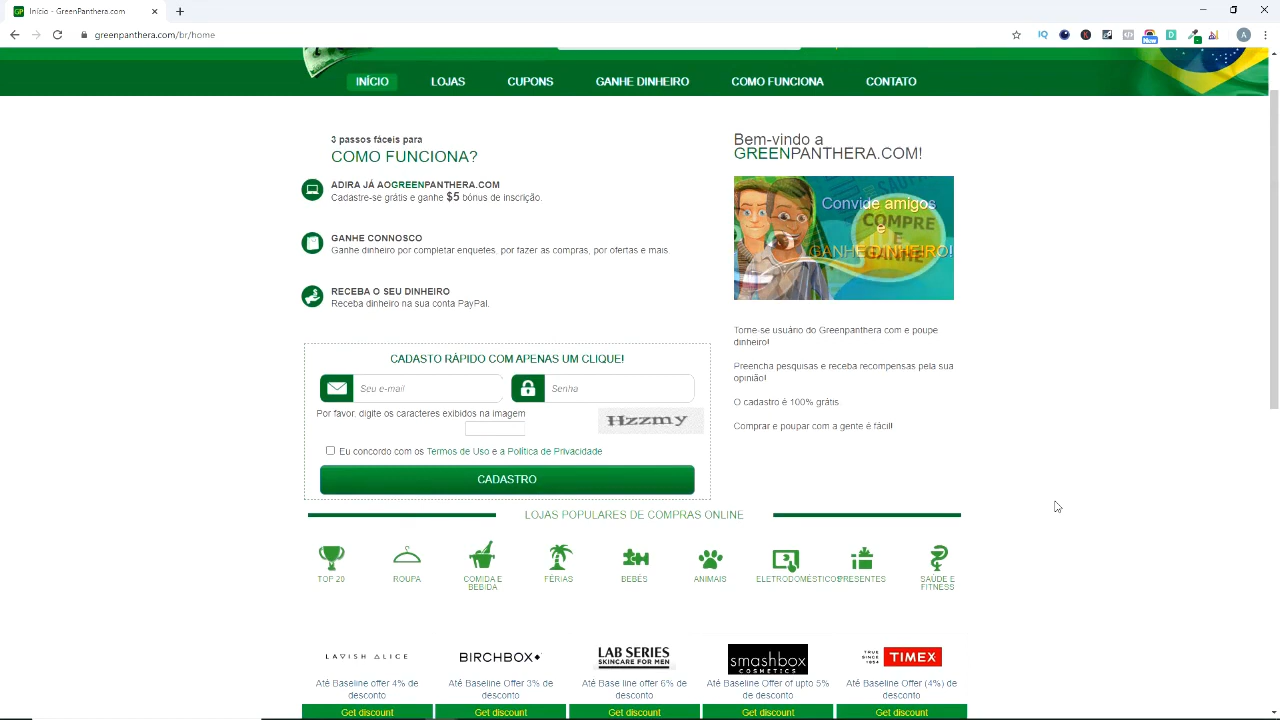 Início - GreenPanthera.com
greenpanthera.com/br/home
INÍCIO LOJAS CUPONS GANHE DINHEIRO COMO FUNCIONA CONTATO
3 passos fáceis para
COMO FUNCIONA?
ADIRA JÁ AOGREENPANTHERA.COM
Cadastre-se grátis e ganhe $5 bónus de inscrição.
GANHE CONNOSCO
Ganhe dinheiro por completar enquetes, por fazer as compras, por ofertas e mais
RECEBA O SEU DINHEIRO
Receba dinheiro na sua conta PayPal.
Bem-vindo a
GREENPANTHERA.COM!
Convide amigos
e
GANHE DINHEIRO!
COMPRE
E
GANHE
Torne-se usuário do Greenpanthera com e poupe
dinheiro!
Preencha pesquisas e receba recompensas pela sua
opinião!
O cadastro é 100% grátis.
Comprar e poupar com a gente é fácil!
CADASTO RÁPIDO COM APENAS UM CLIQUE!
Seu e-mail
Senha
Por favor, digite os caracteres exibidos na imagem
Hzzmy
Eu concordo com os Termos de Uso e a Política de Privacidade
CADASTRO
LOJAS POPULARES DE COMPRAS ONLINE
TOP 20
ROUPA
COMIDA E
BEBIDA
FÉRIAS
BEBÉS
ANIMAIS
ELETRODOMÉSTICOS
PRESENTES
SAÚDE E
FITNESS
LAVISH ALICE
BIRCHBOX
LAB SERIES
SKINCARE FOR MEN
smashbox
COSMETICS
TRUE
SINCE
1854
TIMEX
Até Baseline offer 4% de
desconto
Até Baseline Offer 3% de
desconto
Até Base line offer 6% de
desconto
Até Baseline Offer of upto 5%
de desconto
Até Baseline Offer (4%) de
desconto
Get discount
Get discount
Get discount
Get discount
Get discount